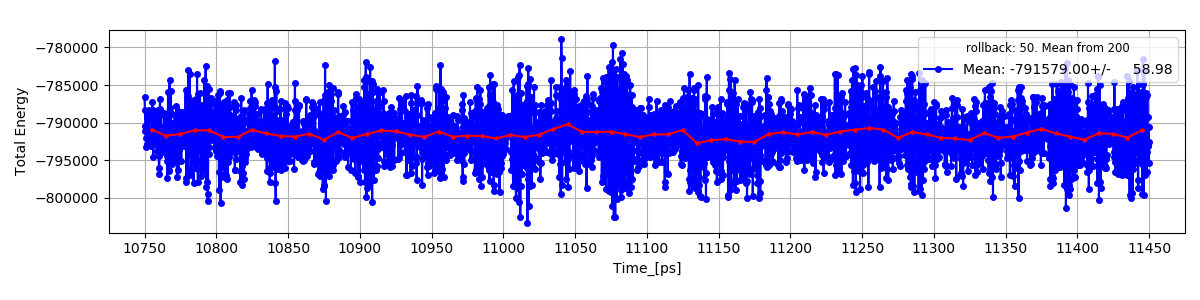 rollback: 50. Mean from 200
Mean: -791579.00+/-    58.98
Total Energy
−780000
−785000
−790000
−795000
−800000
10750 10800 10850 10900 10950 11000 11050 11100 11150 11200 11250 11300 11350 11400 11450
Time_[ps]